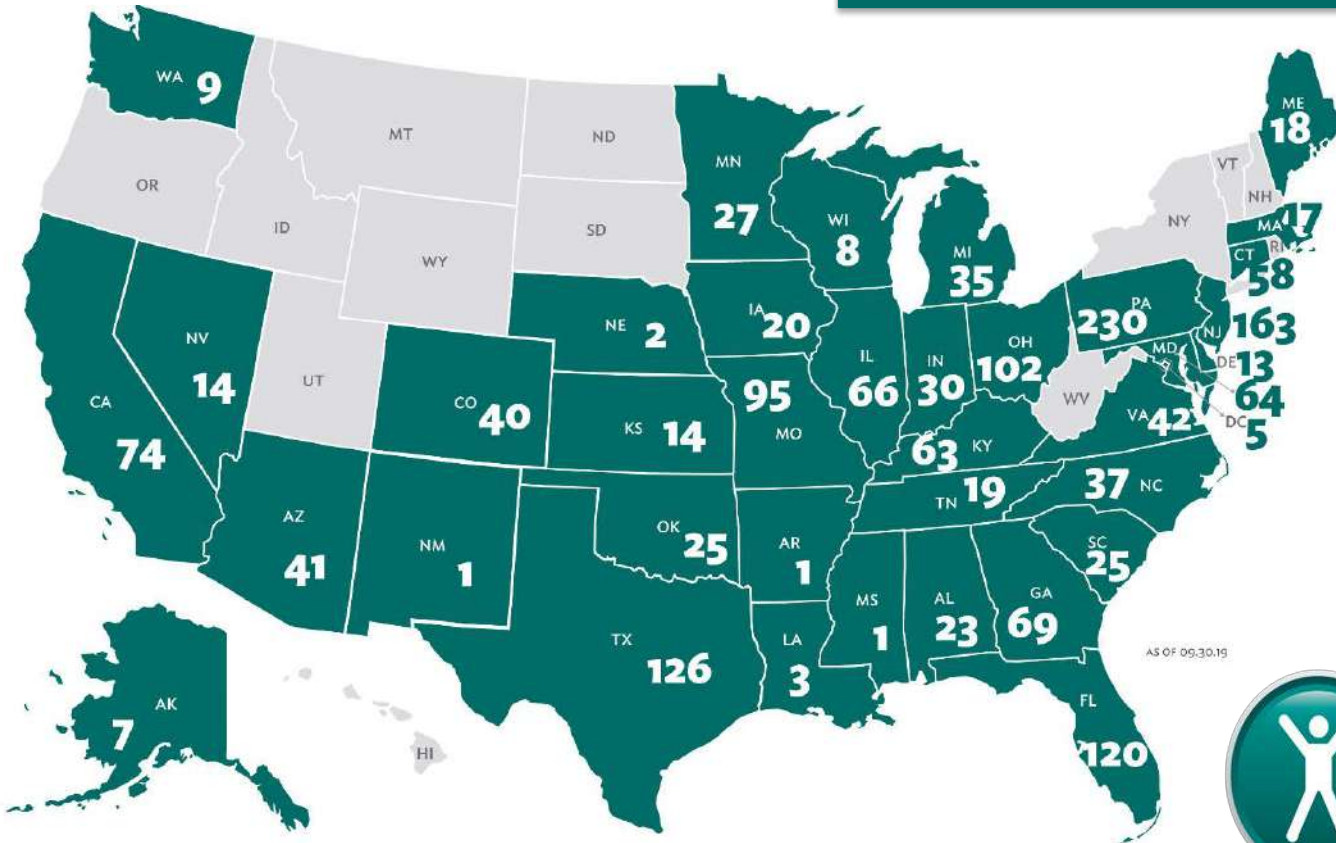 WA 9
MT
ND
OR
ID
WY
SD
MN
27
WI
8
MI
35
ME
18
VT
NH
NY
MA 17
RI
CT
58
NV
14
UT
CA
74
CO 40
NE 2
KS 14
IA 20
95
MO
IL
66
IN
30
OH
102
PA
230
NJ 163
DE 13
MD
64
DC 5
WV
VA 42
63 KY
TN 19
37 NC
SC
25
AZ
41
NM
1
OK
25
AR
1
TX
126
LA
3
MS
1
AL
23
GA
69
FL
120
AK
7
HI
AS OF 09.30.19